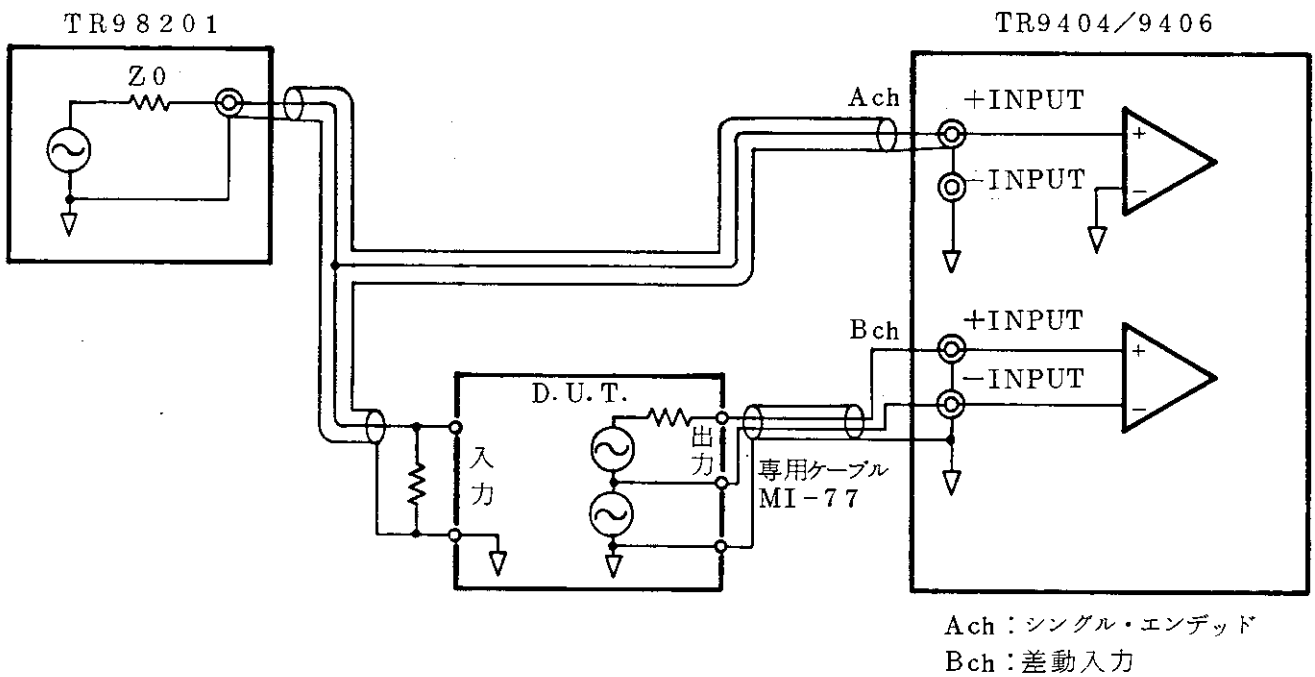 TR98201
TR9404/9406
Z0
Ach
+INPUT
+
−INPUT
−
Bch
+INPUT
+
−INPUT
−
D.U.T.
入力
出力
専用ケーブル
MI-77
Ach：シングル・エンデッド
Bch：差動入力